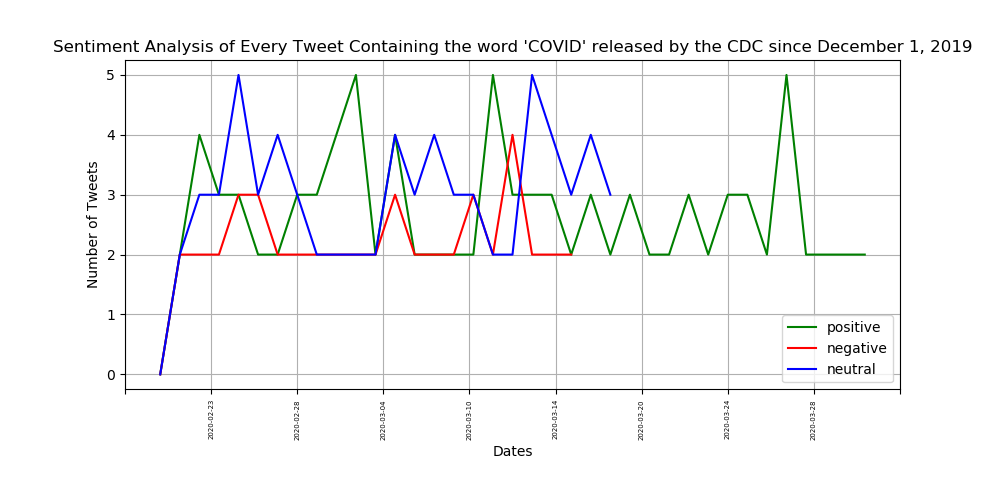 Sentiment Analysis of Every Tweet Containing the word 'COVID' released by the CDC since December 1, 2019
Number of Tweets
5
4
3
2
1
0
positive
negative
neutral
2020-02-23
2020-02-28
2020-03-04
2020-03-10
2020-03-14
2020-03-20
2020-03-24
2020-03-28
Dates